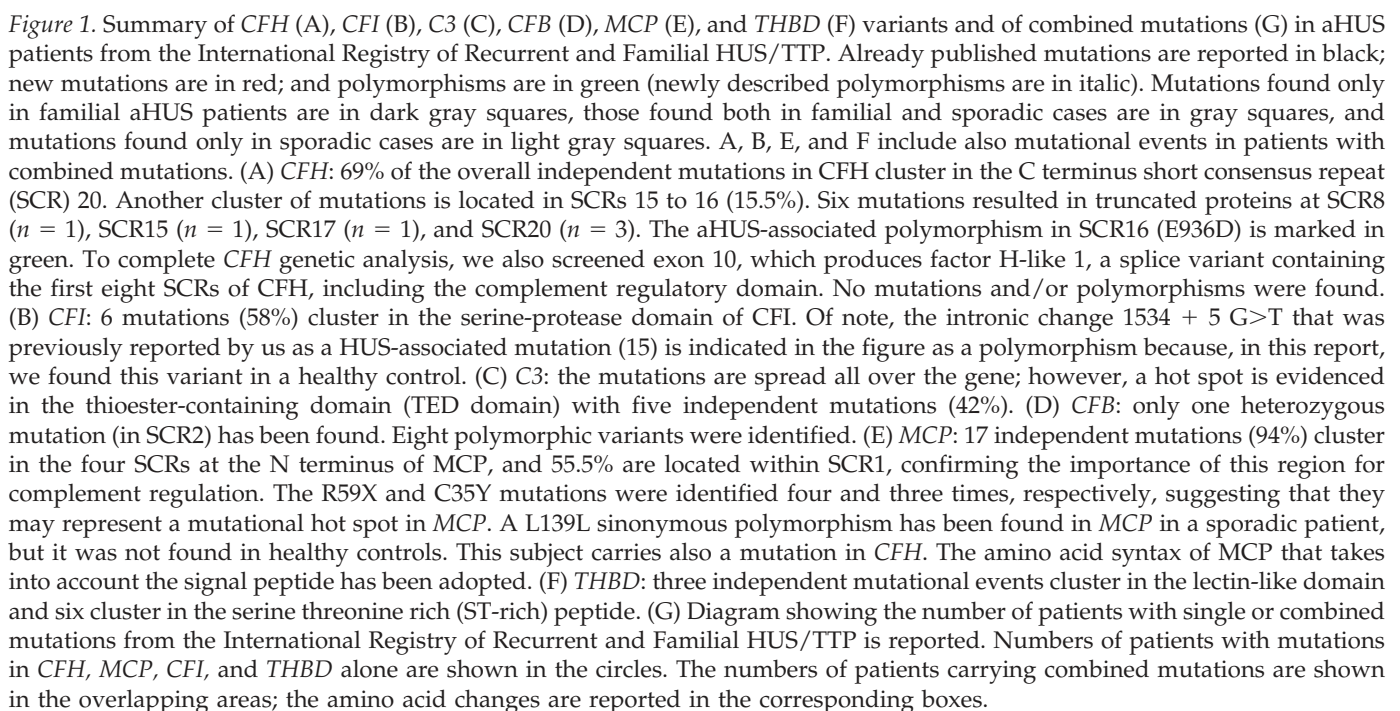 Figure 1. Summary of CFH (A), CFI (B), C3 (C), CFB (D), MCP (E), and THBD (F) variants and of combined mutations (G) in aHUS
patients from the International Registry of Recurrent and Familial HUS/TTP. Already published mutations are reported in black;
new mutations are in red; and polymorphisms are in green (newly described polymorphisms are in italic). Mutations found only
in familial aHUS patients are in dark gray squares, those found both in familial and sporadic cases are in gray squares, and
mutations found only in sporadic cases are in light gray squares. A, B, E, and F include also mutational events in patients with
combined mutations. (A) CFH: 69% of the overall independent mutations in CFH cluster in the C terminus short consensus repeat
(SCR) 20. Another cluster of mutations is located in SCRs 15 to 16 (15.5%). Six mutations resulted in truncated proteins at SCR8
(n = 1), SCR15 (n = 1), SCR17 (n = 1), and SCR20 (n = 3). The aHUS-associated polymorphism in SCR16 (E936D) is marked in
green. To complete CFH genetic analysis, we also screened exon 10, which produces factor H-like 1, a splice variant containing
the first eight SCRs of CFH, including the complement regulatory domain. No mutations and/or polymorphisms were found.
(B) CFI: 6 mutations (58%) cluster in the serine-protease domain of CFI. Of note, the intronic change 1534 + 5 G>T that was
previously reported by us as a HUS-associated mutation (15) is indicated in the figure as a polymorphism because, in this report,
we found this variant in a healthy control. (C) C3: the mutations are spread all over the gene; however, a hot spot is evidenced
in the thioester-containing domain (TED domain) with five independent mutations (42%). (D) CFB: only one heterozygous
mutation (in SCR2) has been found. Eight polymorphic variants were identified. (E) MCP: 17 independent mutations (94%) cluster
in the four SCRs at the N terminus of MCP, and 55.5% are located within SCR1, confirming the importance of this region for
complement regulation. The R59X and C35Y mutations were identified four and three times, respectively, suggesting that they
may represent a mutational hot spot in MCP. A L139L sinonymous polymorphism has been found in MCP in a sporadic patient,
but it was not found in healthy controls. This subject carries also a mutation in CFH. The amino acid syntax of MCP that takes
into account the signal peptide has been adopted. (F) THBD: three independent mutational events cluster in the lectin-like domain
and six cluster in the serine threonine rich (ST-rich) peptide. (G) Diagram showing the number of patients with single or combined
mutations from the International Registry of Recurrent and Familial HUS/TTP is reported. Numbers of patients with mutations
in CFH, MCP, CFI, and THBD alone are shown in the circles. The numbers of patients carrying combined mutations are shown
in the overlapping areas; the amino acid changes are reported in the corresponding boxes.